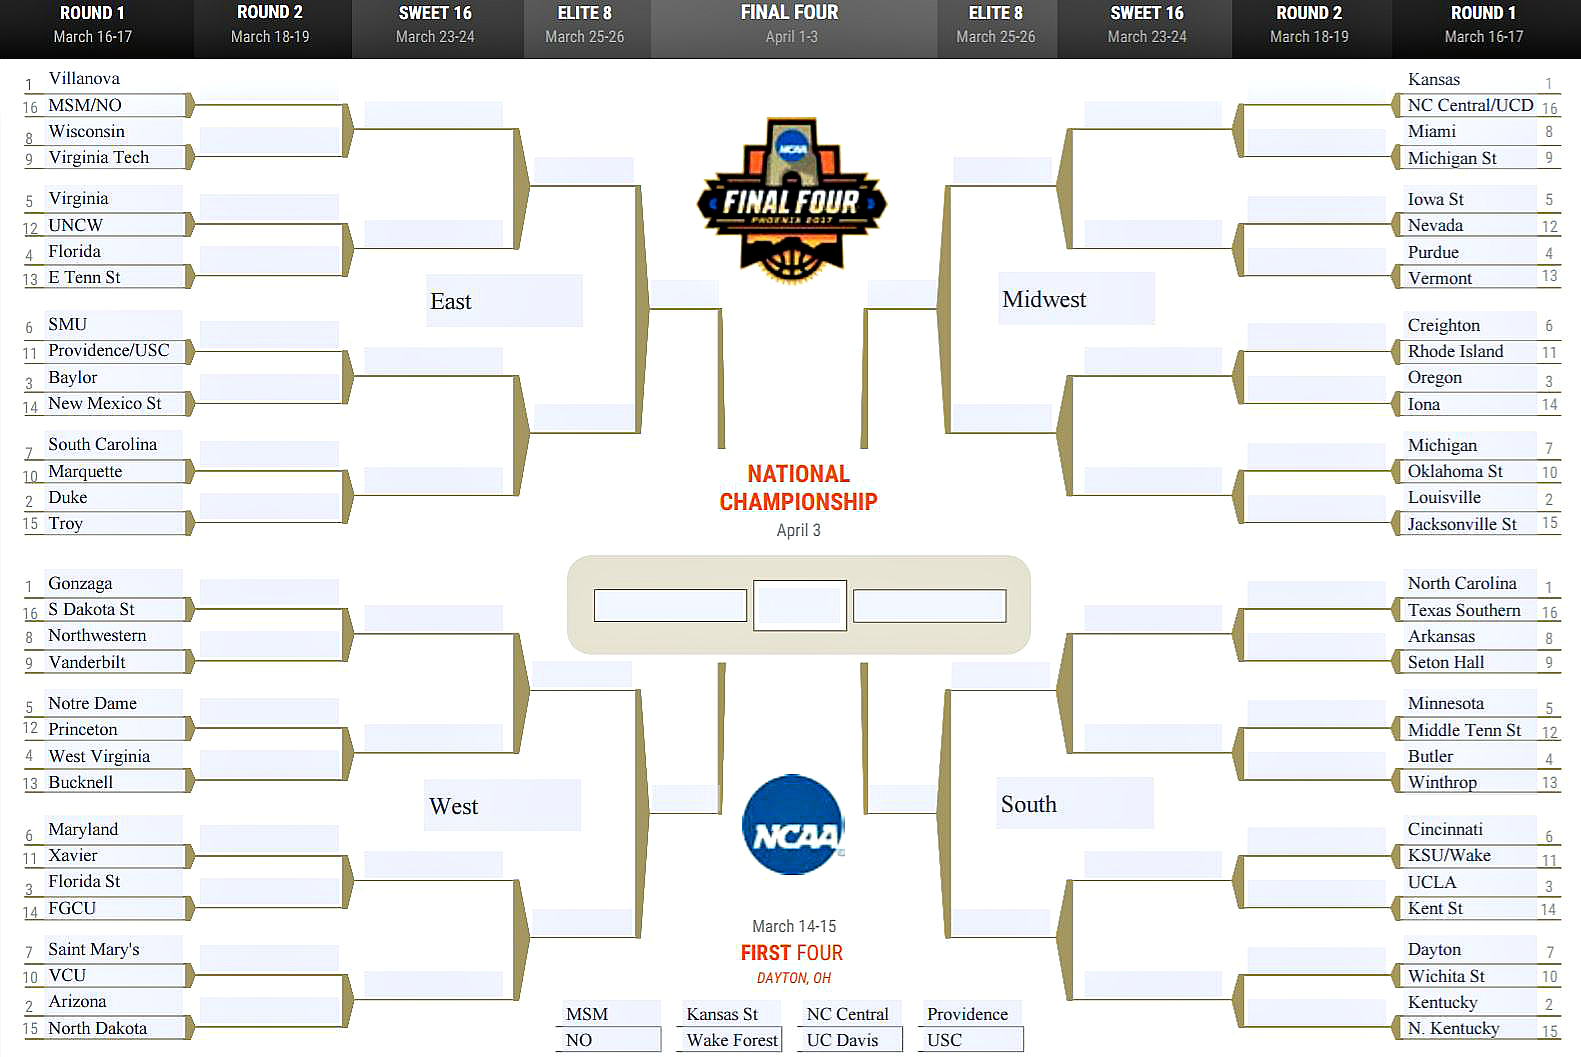 ROUND 1
March 16-17
ROUND 2
March 18-19
SWEET 16
March 23-24
ELITE 8
March 25-26
FINAL FOUR
April 1-3
ELITE 8
March 25-26
SWEET 16
March 23-24
ROUND 2
March 18-19
ROUND 1
March 16-17
1 Villanova
16 MSM/NO
8 Wisconsin
9 Virginia Tech
5 Virginia
12 UNCW
4 Florida
13 E Tenn St
6 SMU
11 Providence/USC
3 Baylor
14 New Mexico St
7 South Carolina
10 Marquette
2 Duke
15 Troy
East
1 Gonzaga
16 S Dakota St
8 Northwestern
9 Vanderbilt
5 Notre Dame
12 Princeton
4 West Virginia
13 Bucknell
6 Maryland
11 Xavier
3 Florida St
14 FGCU
7 Saint Mary's
10 VCU
2 Arizona
15 North Dakota
West
NCAA
FINAL FOUR
PHOENIX 2017
NATIONAL
CHAMPIONSHIP
April 3
NCAA
March 14-15
FIRST FOUR
DAYTON, OH
MSM
NO
Kansas St
Wake Forest
NC Central
UC Davis
Providence
USC
Kansas 1
NC Central/UCD 16
Miami 8
Michigan St 9
Iowa St 5
Nevada 12
Purdue 4
Vermont 13
Creighton 6
Rhode Island 11
Oregon 3
Iona 14
Michigan 7
Oklahoma St 10
Louisville 2
Jacksonville St 15
Midwest
North Carolina 1
Texas Southern 16
Arkansas 8
Seton Hall 9
Minnesota 5
Middle Tenn St 12
Butler 4
Winthrop 13
Cincinnati 6
KSU/Wake 11
UCLA 3
Kent St 14
Dayton 7
Wichita St 10
Kentucky 2
N. Kentucky 15
South